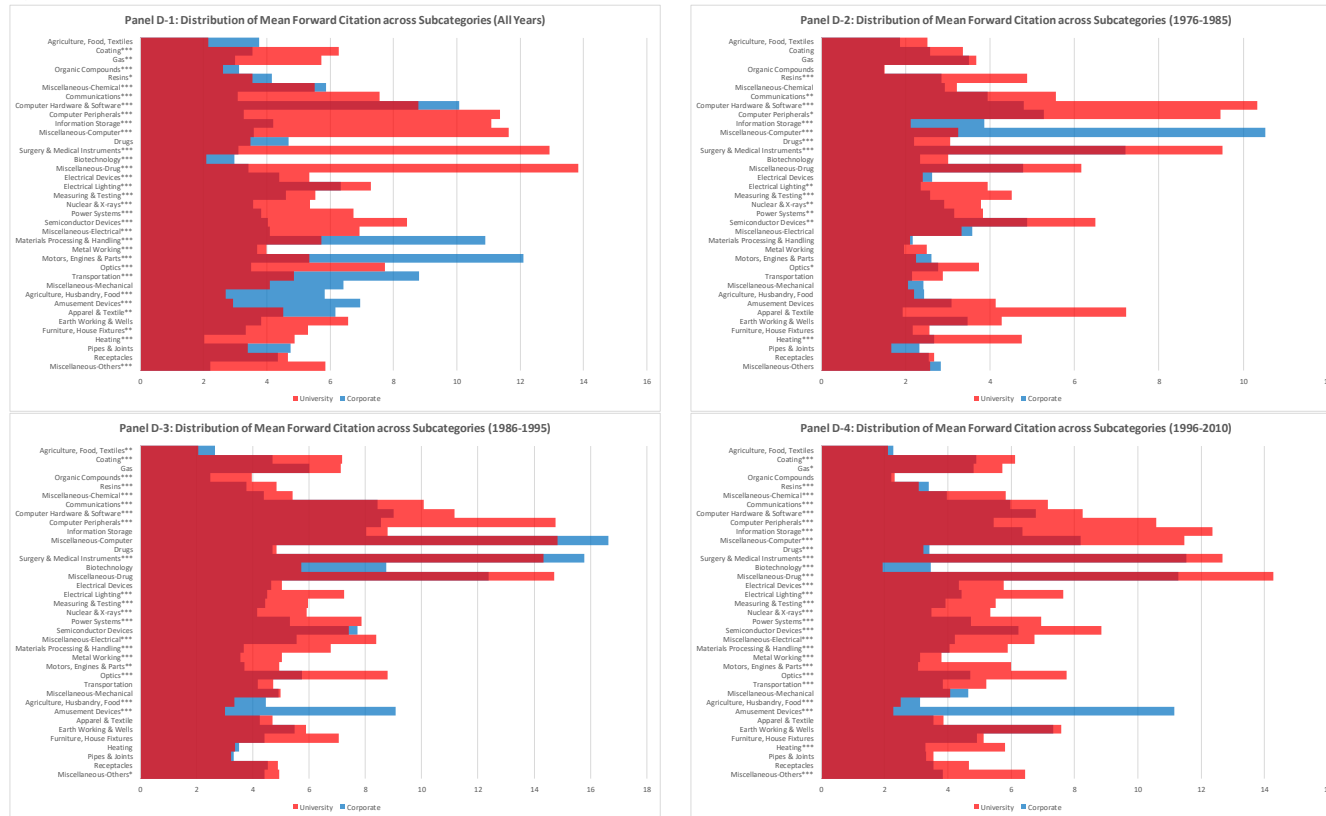 Panel D-1: Distribution of Mean Forward Citation across Subcategories (All Years)
Agriculture, Food, Textiles
Coating***
Gas**
Organic Compounds***
Resins*
Miscellaneous-Chemical***
Communications***
Computer Hardware & Software***
Computer Peripherals***
Information Storage***
Miscellaneous-Computer***
Drugs
Surgery & Medical Instruments***
Biotechnology***
Miscellaneous-Drug***
Electrical Devices***
Electrical Lighting***
Measuring & Testing***
Nuclear & X-rays***
Power Systems***
Semiconductor Devices***
Miscellaneous-Electrical***
Materials Processing & Handling***
Metal Working***
Motors, Engines & Parts***
Optics***
Transportation***
Miscellaneous-Mechanical
Agriculture, Husbandry, Food***
Amusement Devices***
Apparel & Textile**
Earth Working & Wells
Furniture, House Fixtures**
Heating***
Pipes & Joints
Receptacles
Miscellaneous-Others***
0 2 4 6 8 10 12 14 16
University Corporate
Panel D-2: Distribution of Mean Forward Citation across Subcategories (1976-1985)
Agriculture, Food, Textiles
Coating
Gas
Organic Compounds
Resins***
Miscellaneous-Chemical
Communications**
Computer Hardware & Software***
Computer Peripherals*
Information Storage***
Miscellaneous-Computer***
Drugs***
Surgery & Medical Instruments***
Biotechnology
Miscellaneous-Drug
Electrical Devices
Electrical Lighting**
Measuring & Testing***
Nuclear & X-rays**
Power Systems**
Semiconductor Devices**
Miscellaneous-Electrical
Materials Processing & Handling
Metal Working
Motors, Engines & Parts
Optics*
Transportation
Miscellaneous-Mechanical
Agriculture, Husbandry, Food
Amusement Devices
Apparel & Textile
Earth Working & Wells
Furniture, House Fixtures
Heating***
Pipes & Joints
Receptacles
Miscellaneous-Others
0 2 4 6 8 10
University Corporate
Panel D-3: Distribution of Mean Forward Citation across Subcategories (1986-1995)
Agriculture, Food, Textiles**
Coating***
Gas
Organic Compounds***
Resins***
Miscellaneous-Chemical***
Communications***
Computer Hardware & Software***
Computer Peripherals***
Information Storage
Miscellaneous-Computer
Drugs
Surgery & Medical Instruments***
Biotechnology
Miscellaneous-Drug
Electrical Devices
Electrical Lighting***
Measuring & Testing***
Nuclear & X-rays***
Power Systems***
Semiconductor Devices
Miscellaneous-Electrical***
Materials Processing & Handling***
Metal Working***
Motors, Engines & Parts**
Optics***
Transportation
Miscellaneous-Mechanical
Agriculture, Husbandry, Food***
Amusement Devices***
Apparel & Textile
Earth Working & Wells
Furniture, House Fixtures
Heating
Pipes & Joints
Receptacles
Miscellaneous-Others*
0 2 4 6 8 10 12 14 16 18
University Corporate
Panel D-4: Distribution of Mean Forward Citation across Subcategories (1996-2010)
Agriculture, Food, Textiles
Coating***
Gas*
Organic Compounds
Resins***
Miscellaneous-Chemical***
Communications***
Computer Hardware & Software***
Computer Peripherals***
Information Storage***
Miscellaneous-Computer***
Drugs***
Surgery & Medical Instruments***
Biotechnology***
Miscellaneous-Drug***
Electrical Devices***
Electrical Lighting***
Measuring & Testing***
Nuclear & X-rays***
Power Systems***
Semiconductor Devices***
Miscellaneous-Electrical***
Materials Processing & Handling***
Metal Working***
Motors, Engines & Parts***
Optics***
Transportation***
Miscellaneous-Mechanical
Agriculture, Husbandry, Food***
Amusement Devices***
Apparel & Textile
Earth Working & Wells
Furniture, House Fixtures
Heating***
Pipes & Joints
Receptacles
Miscellaneous-Others***
0 2 4 6 8 10 12 14
University Corporate